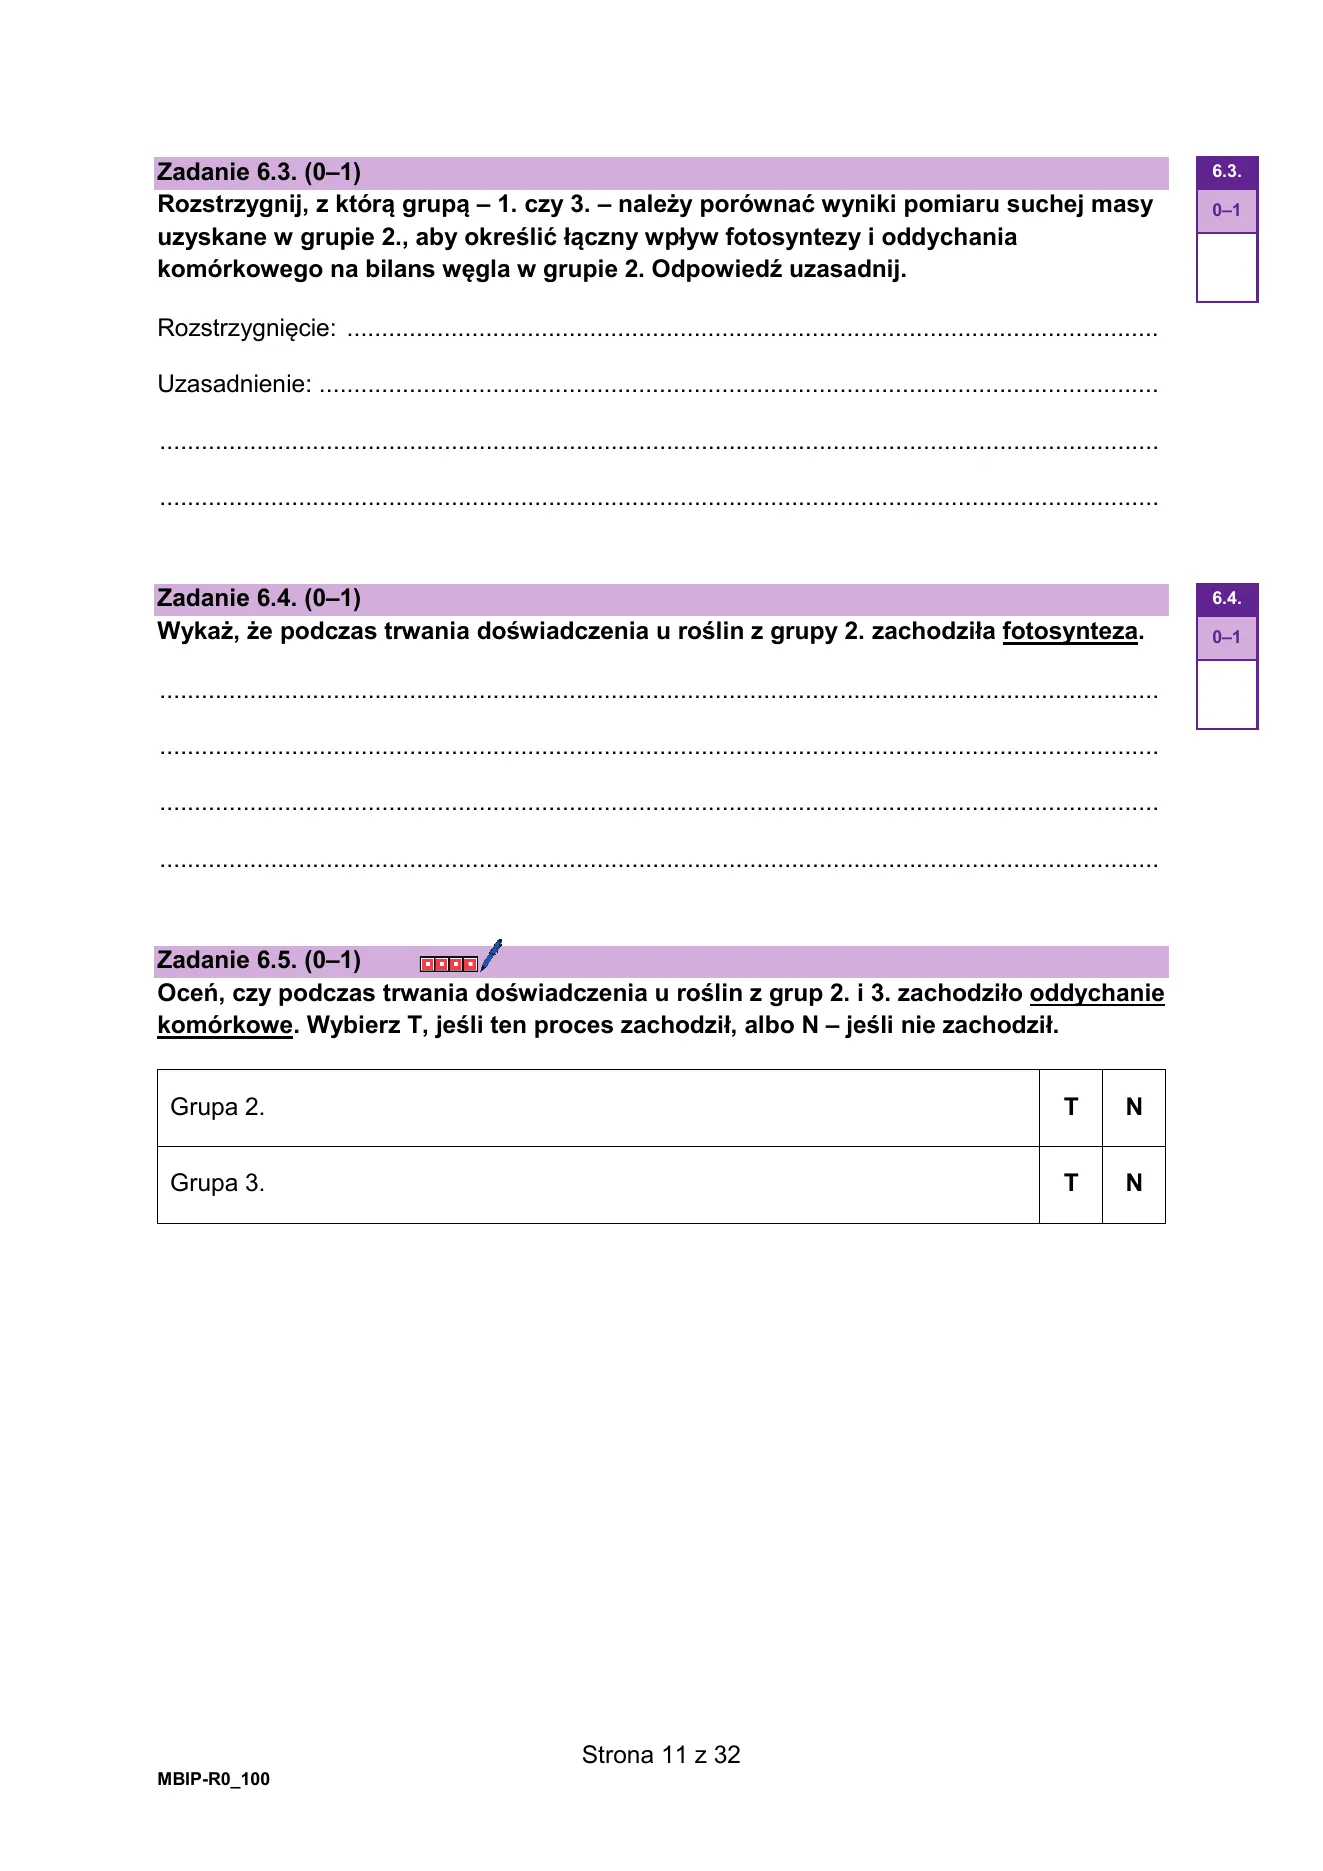 Zadanie 6.3. (0–1)
6.3.
0–1
Rozstrzygnij, z którą grupą – 1. czy 3. – należy porównać wyniki pomiaru suchej masy
uzyskane w grupie 2., aby określić łączny wpływ fotosyntezy i oddychania
komórkowego na bilans węgla w grupie 2. Odpowiedź uzasadnij.
Rozstrzygnięcie: ....................................................................................................................
Uzasadnienie: ........................................................................................................................
................................................................................................................................................
................................................................................................................................................
Zadanie 6.4. (0–1)
6.4.
0–1
Wykaż, że podczas trwania doświadczenia u roślin z grupy 2. zachodziła fotosynteza.
................................................................................................................................................
................................................................................................................................................
................................................................................................................................................
................................................................................................................................................
Zadanie 6.5. (0–1)
Oceń, czy podczas trwania doświadczenia u roślin z grup 2. i 3. zachodziło oddychanie
komórkowe. Wybierz T, jeśli ten proces zachodził, albo N – jeśli nie zachodził.
Grupa 2. T N
Grupa 3. T N
Strona 11 z 32
MBIP-R0_100